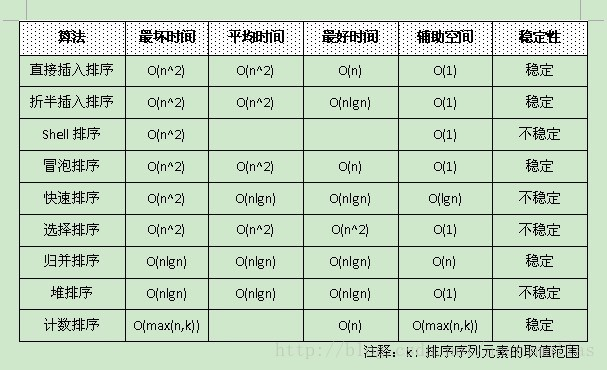 算法 最坏时间 平均时间 最好时间 辅助空间 稳定性
直接插入排序 O(n^2) O(n^2) O(n) O(1) 稳定
折半插入排序 O(n^2) O(n^2) O(nlgn) O(1) 稳定
Shell 排序 O(n^2) O(1) 不稳定
冒泡排序 O(n^2) O(n^2) O(n) O(1) 稳定
快速排序 O(n^2) O(nlgn) O(nlgn) O(lgn) 不稳定
选择排序 O(n^2) O(n^2) O(n^2) O(1) 不稳定
归并排序 O(nlgn) O(nlgn) O(nlgn) O(n) 稳定
堆排序 O(nlgn) O(nlgn) O(nlgn) O(1) 不稳定
计数排序 O(max(n,k)) O(n) O(max(n,k)) 稳定
注释：k：排序序列元素的取值范围